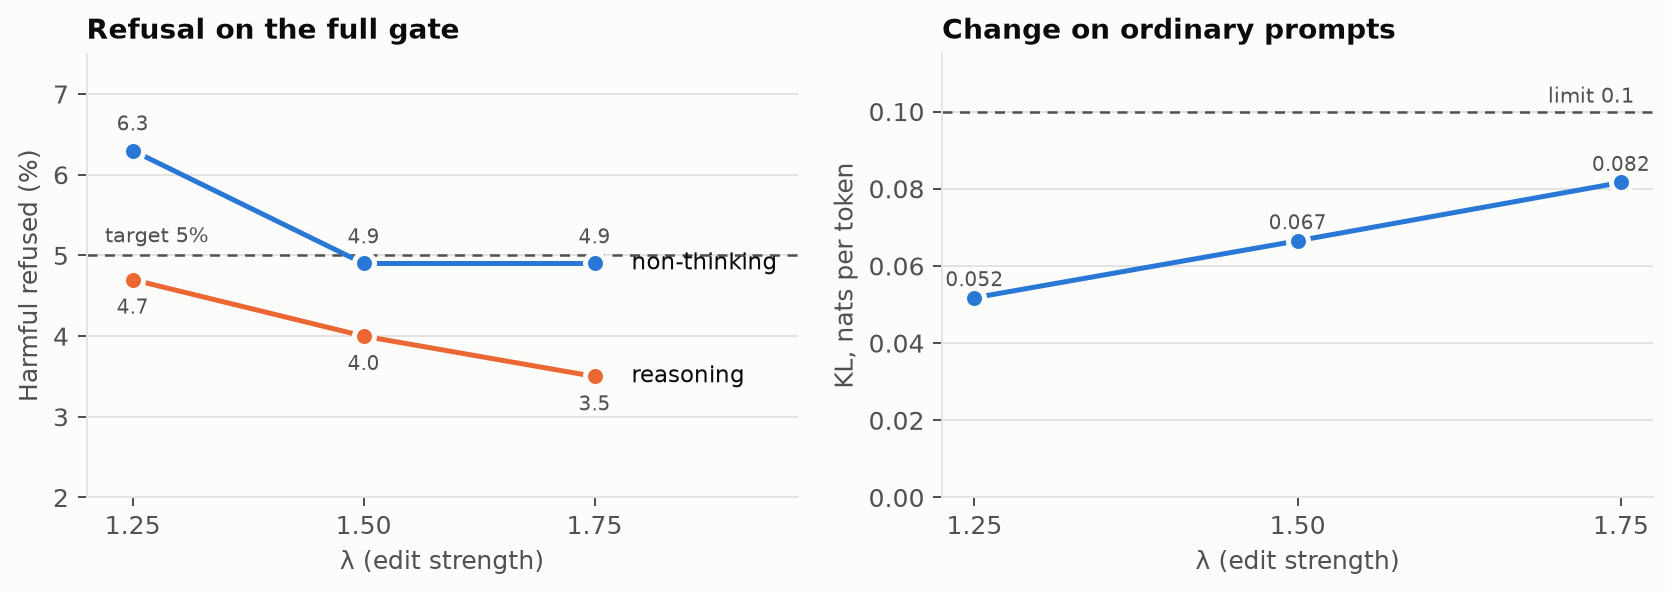 Refusal on the full gate
Harmful refused (%)
7
6
5
4
3
2
6.3
target 5%
4.9
4.9
non-thinking
4.7
4.0
3.5
reasoning
1.25
1.50
1.75
λ (edit strength)
Change on ordinary prompts
KL, nats per token
0.10
0.08
0.06
0.04
0.02
0.00
limit 0.1
0.052
0.067
0.082
1.25
1.50
1.75
λ (edit strength)